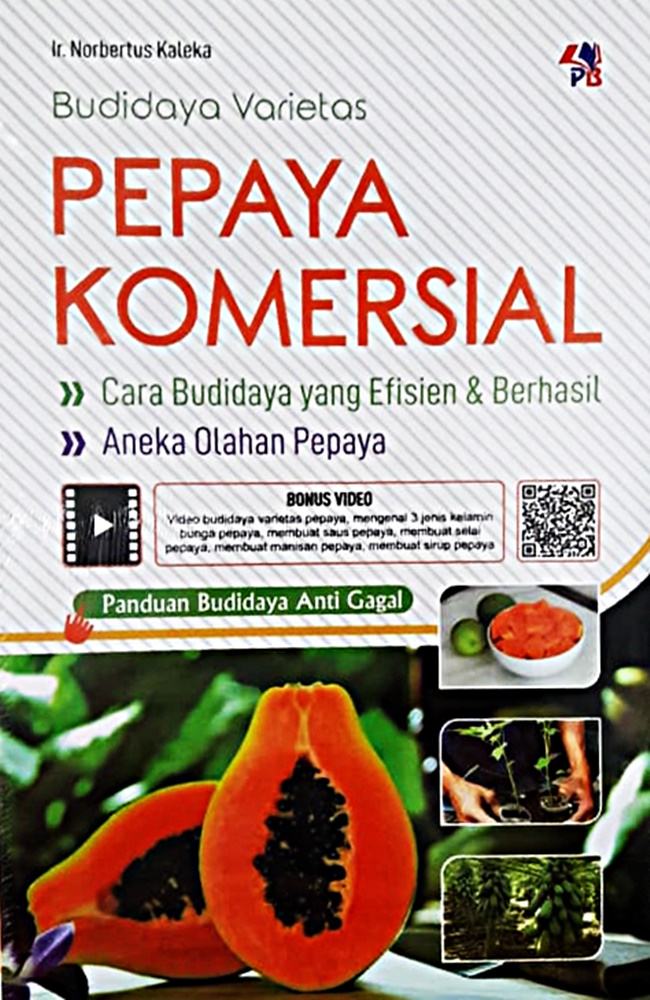 Ir. Norbertus Kaleka
PB
Budidaya Varietas
PEPAYA
KOMERSIAL
» Cara Budidaya yang Efisien & Berhasil
» Aneka Olahan Pepaya
BONUS VIDEO
Video budidaya varietas pepaya, mengenal 3 jenis kelamin
bunga pepaya, membuat saus pepaya, membuat selai
pepaya, membuat manisan pepaya, membuat sirup pepaya
Panduan Budidaya Anti Gagal